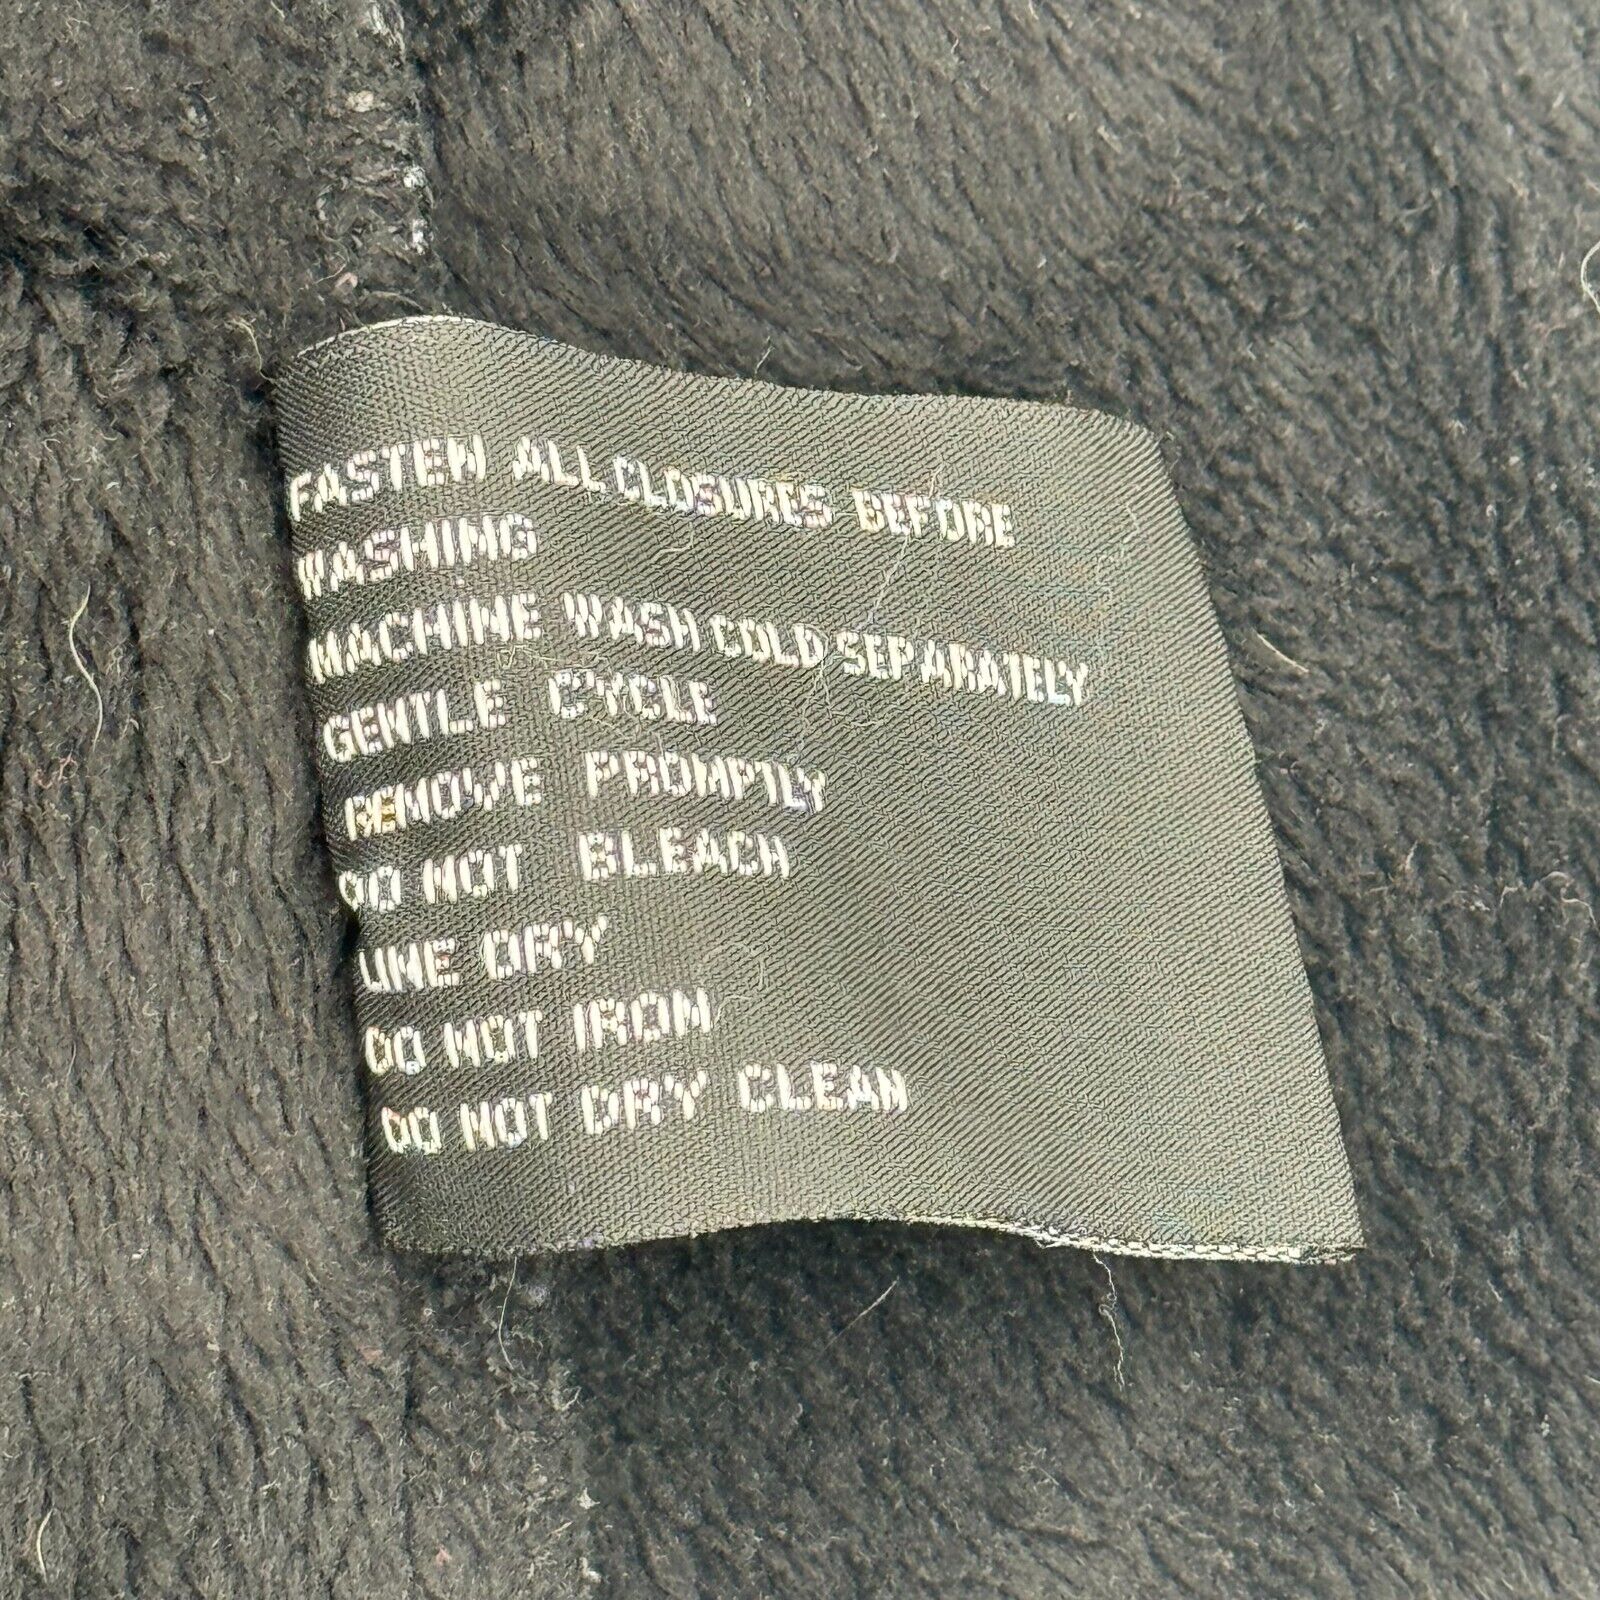 FASTEN ALL CLOSURES BEFORE
WASHING
MACHINE WASH COLD SEPARATELY
GENTLE CYCLE
REMOVE PROMPTLY
DO NOT BLEACH
LINE DRY
DO NOT IRON
DO NOT DRY CLEAN